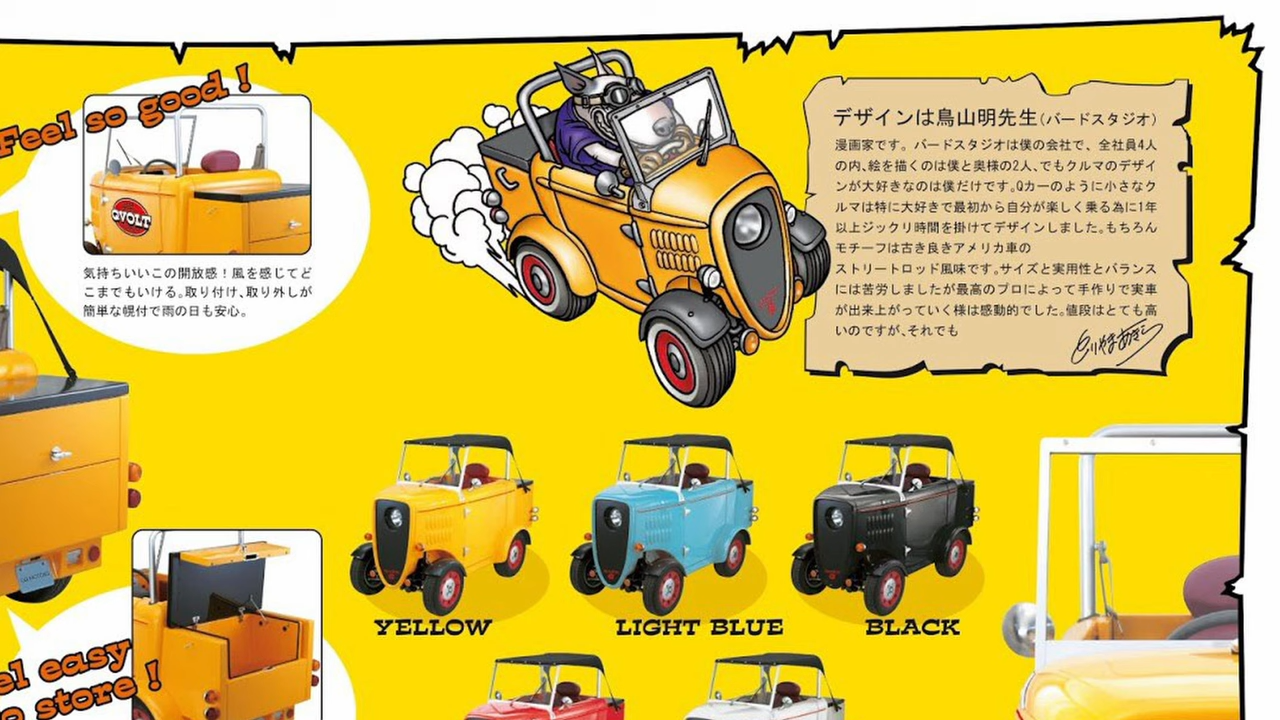 Feel so good !
QVOLT
気持ちいいこの開放感！風を感じてど
こまでもいける。取り付け、取り外しが
簡単な幌付で雨の日も安心。
デザインは鳥山明先生(バードスタジオ)
漫画家です。バードスタジオは僕の会社で、全社員4人
の内、絵を描くのは僕と奥様の2人、でもクルマのデザイ
ンが大好きなのは僕だけです。Qカーのように小さなク
ルマは特に大好きで最初から自分が楽しく乗る為に1年
以上ジックリ時間を掛けてデザインしました。もちろん
モチーフは古き良きアメリカ車の
ストリートロッド風味です。サイズと実用性とバランス
には苦労しましたが最高のプロによって手作りで実車
が出来上がっていく様は感動的でした。値段はとても高
いのですが、それでも
とりやまあきら
YELLOW
LIGHT BLUE
BLACK
el easy
o store !